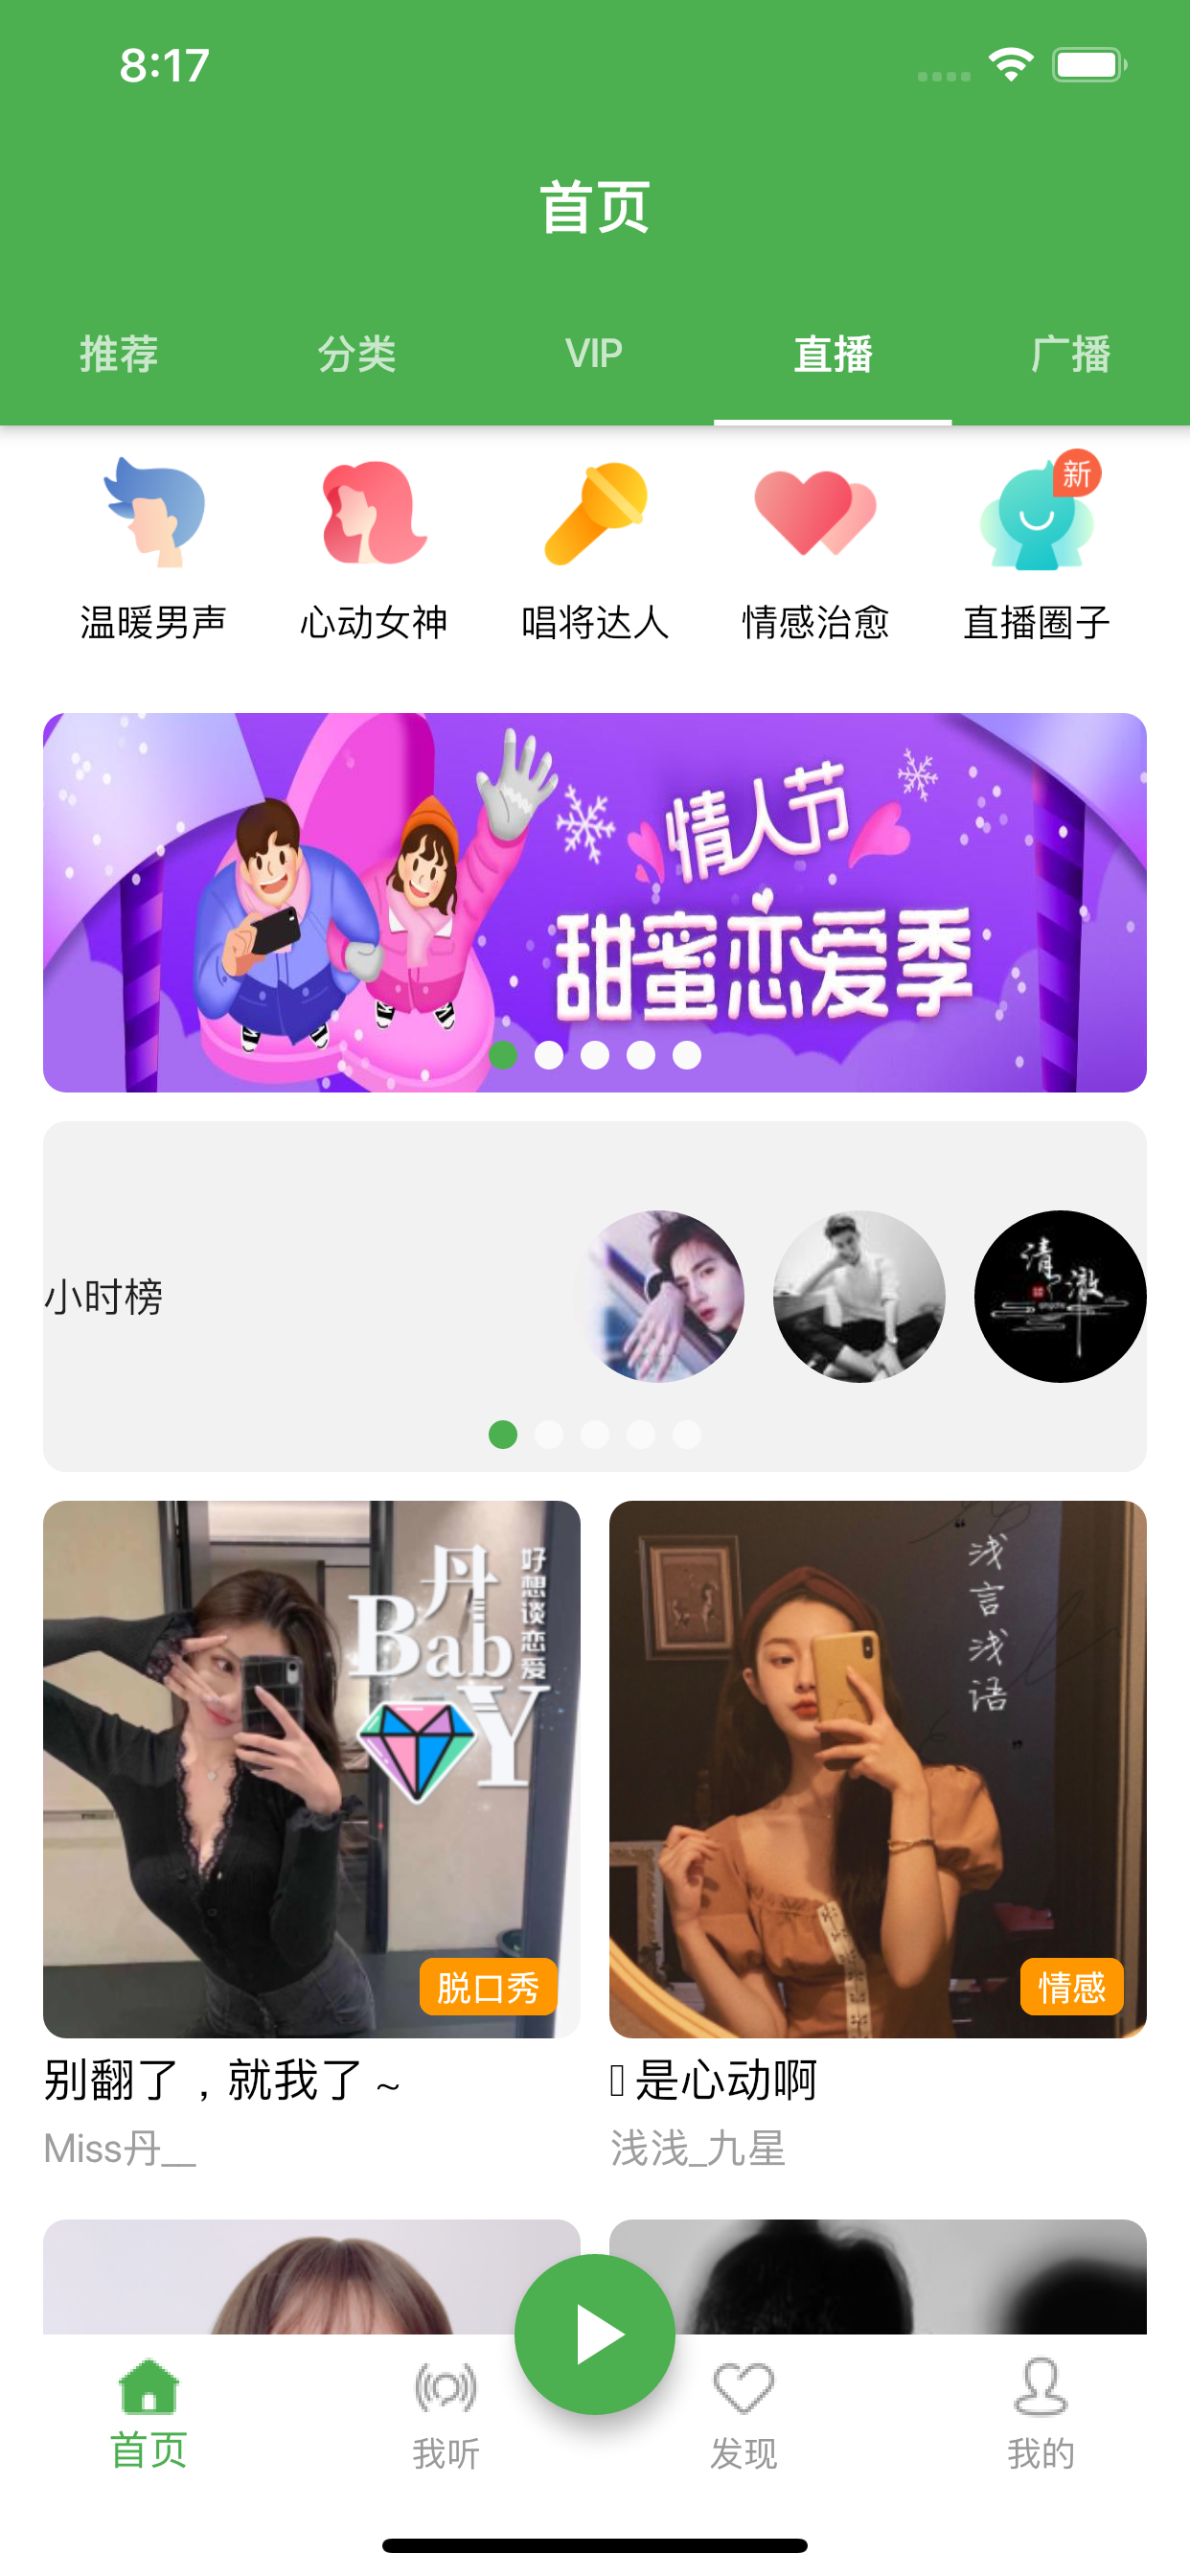 8:17
首页
推荐 分类 VIP 直播 广播
新
温暖男声 心动女神 唱将达人 情感治愈 直播圈子
情人节
甜蜜恋爱季
小时榜
清澈
丹
BabY
好想谈恋爱
脱口秀
浅言浅语
情感
别翻了，就我了～
Miss丹__
是心动啊
浅浅_九星
首页 我听 发现 我的